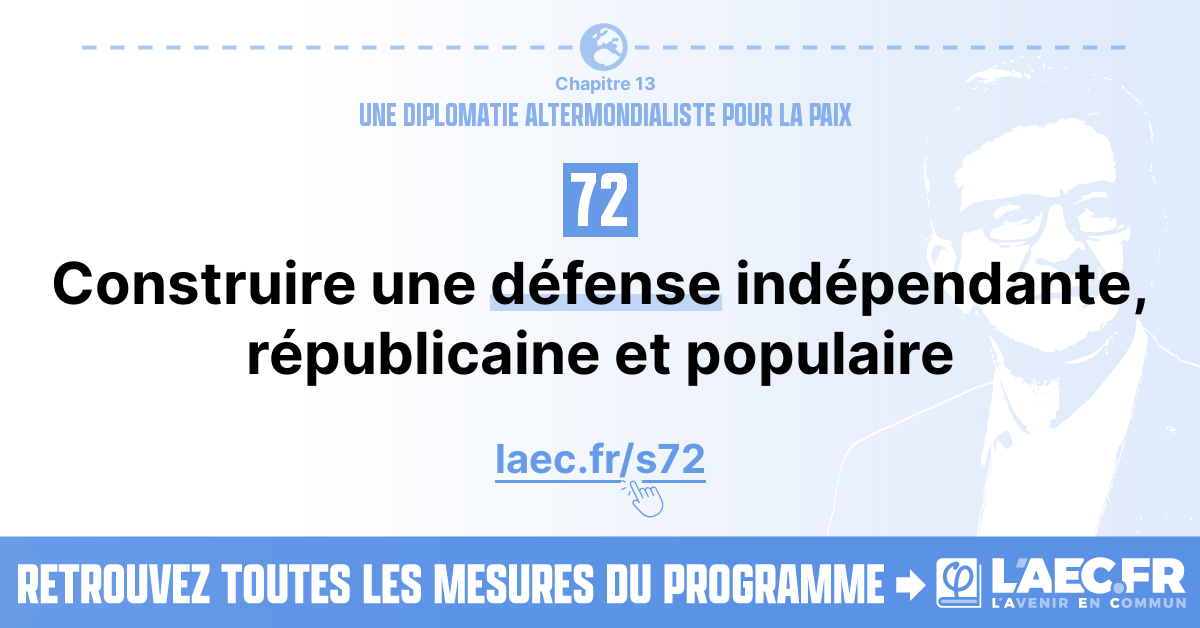 Chapitre 13
UNE DIPLOMATIE ALTERMONDIALISTE POUR LA PAIX
72
Construire une défense indépendante,
républicaine et populaire
laec.fr/s72
RETROUVEZ TOUTES LES MESURES DU PROGRAMME
L'AEC.FR
L'AVENIR EN COMMUN